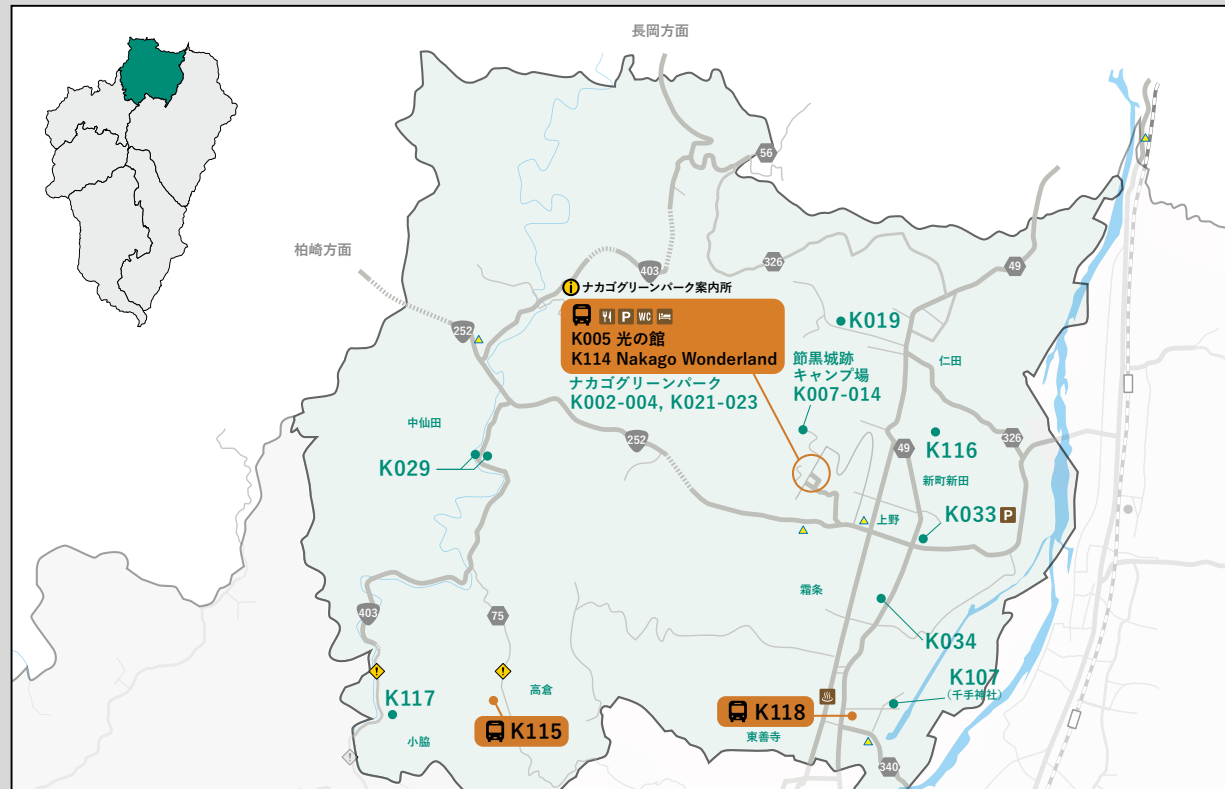 長岡方面
56
柏崎方面
403
326
49
ナカゴグリーンパーク案内所
P WC
K005 光の館
K114 Nakago Wonderland
252
K019
節黒城跡
キャンプ場
K007-014
仁田
ナカゴグリーンパーク
K002-004, K021-023
中仙田
252
49
326
K116
K029
新町新田
K033 P
上野
霜条
403
75
K034
K107
(千手神社)
高倉
K117
K115
K118
小脇
東善寺
340